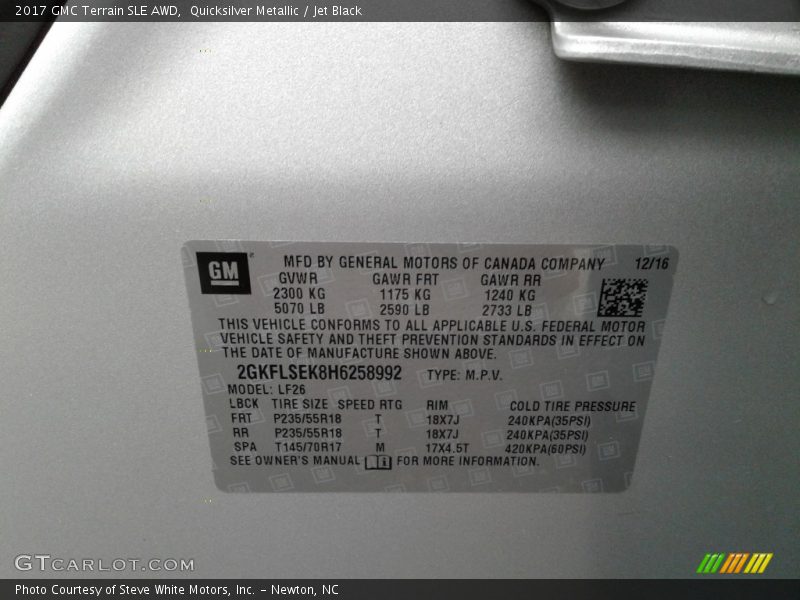 2017 GMC Terrain SLE AWD,  Quicksilver Metallic / Jet Black
GM
MFD BY GENERAL MOTORS OF CANADA COMPANY 12/16
GVWR GAWR FRT GAWR RR
2300 KG 1175 KG 1240 KG
5070 LB 2590 LB 2733 LB
THIS VEHICLE CONFORMS TO ALL APPLICABLE U.S. FEDERAL MOTOR
VEHICLE SAFETY AND THEFT PREVENTION STANDARDS IN EFFECT ON
THE DATE OF MANUFACTURE SHOWN ABOVE.
2GKFLSEK8H6258992 TYPE: M.P.V.
MODEL: LF26
LBCK TIRE SIZE SPEED RTG RIM COLD TIRE PRESSURE
FRT P235/55R18 T 18X7J 240KPA(35PSI)
RR P235/55R18 T 18X7J 240KPA(35PSI)
SPA T145/70R17 M 17X4.5T 420KPA(60PSI)
SEE OWNER'S MANUAL FOR MORE INFORMATION.
GTCARLOT.COM
Photo Courtesy of Steve White Motors, Inc. – Newton, NC